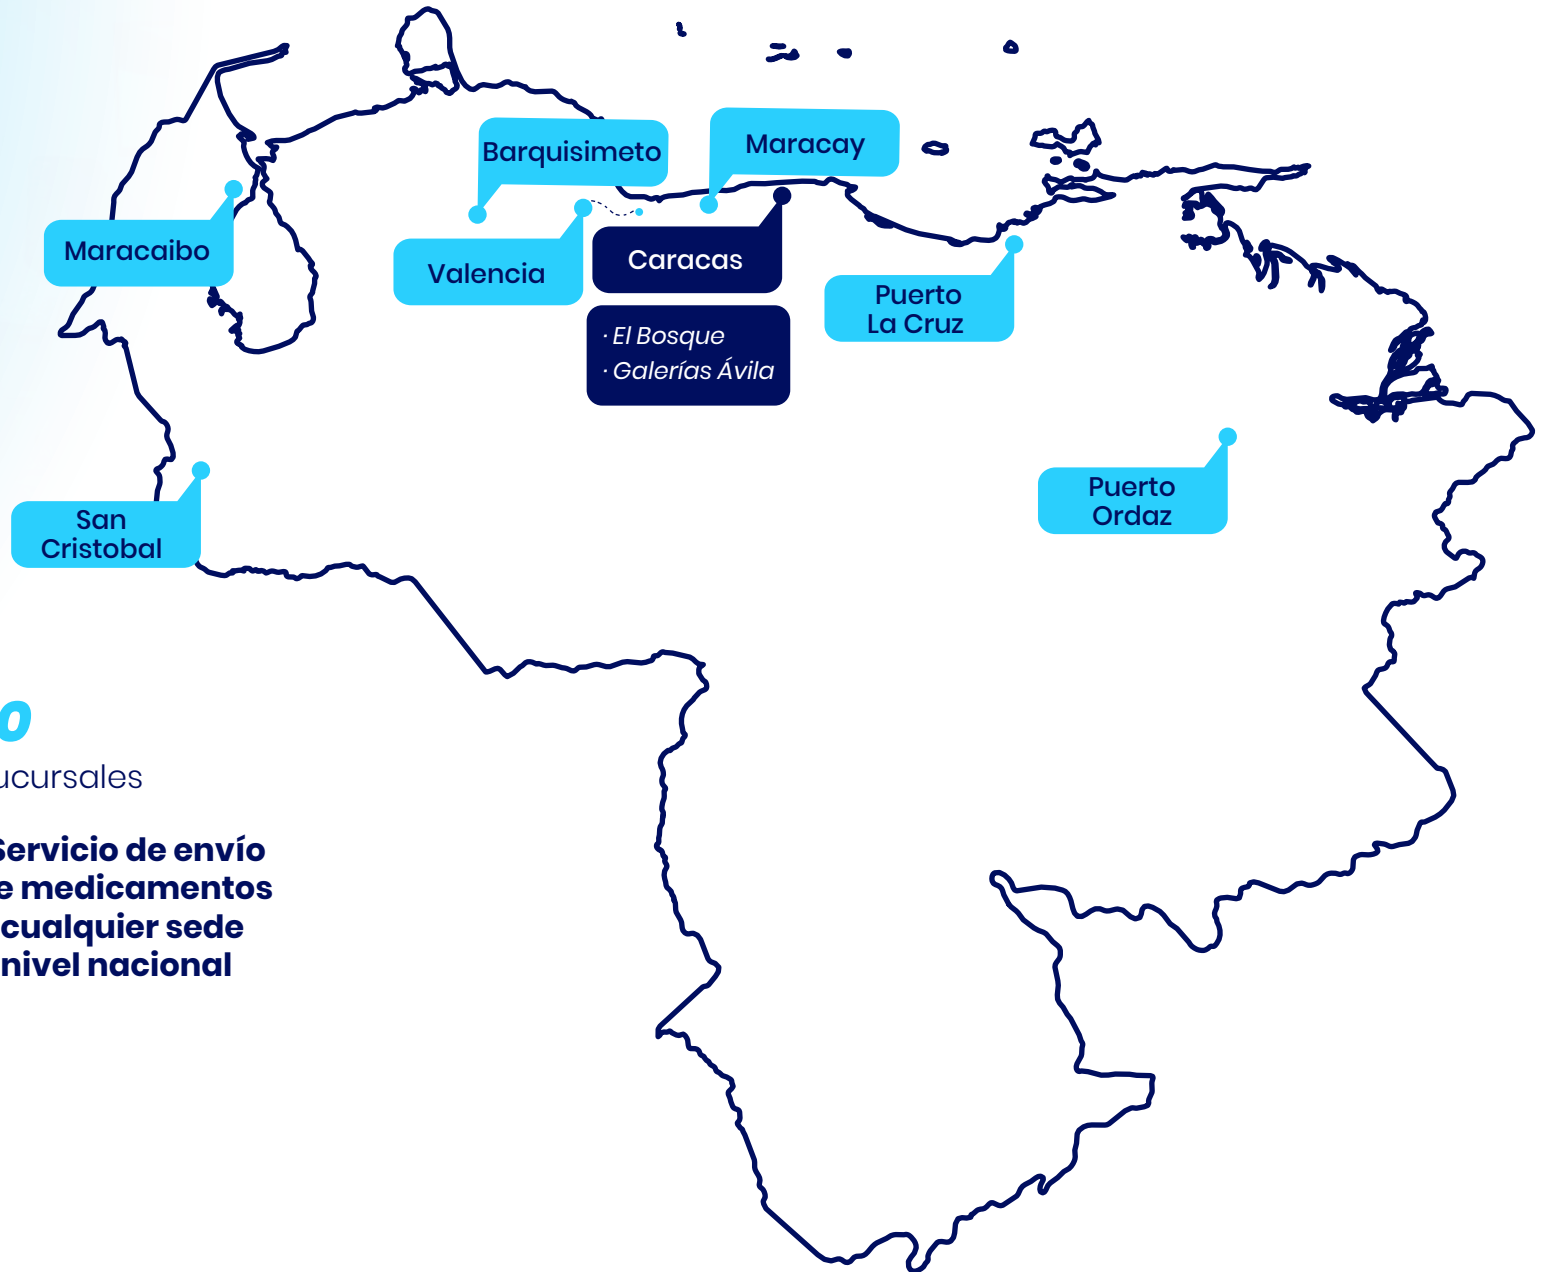 Barquisimeto
Maracay
Maracaibo
Valencia
Caracas
· El Bosque
· Galerías Ávila
Puerto
La Cruz
San
Cristobal
Puerto
Ordaz
o
ucursales
Servicio de envío
e medicamentos
cualquier sede
nivel nacional